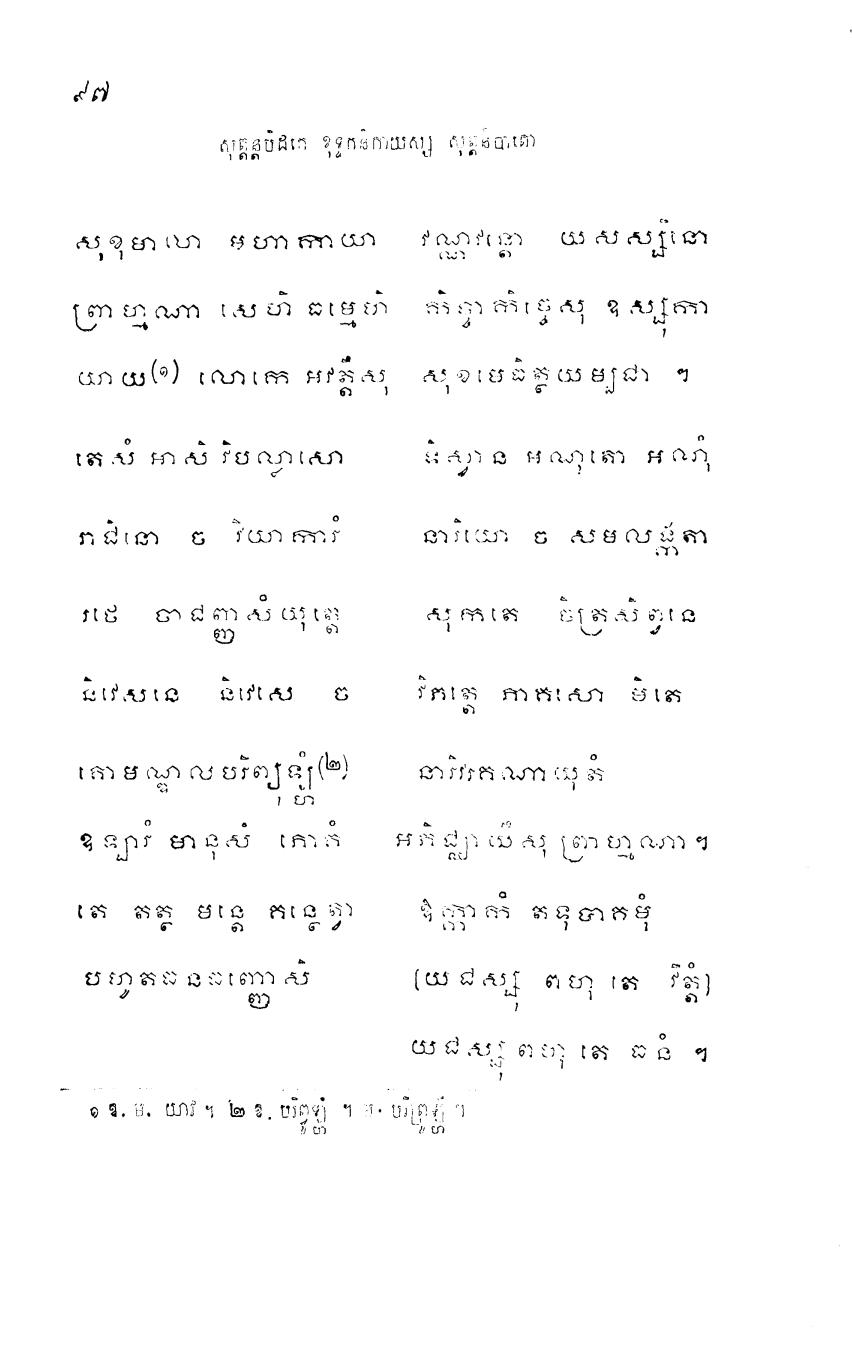 ៩៧
សុត្តន្តបិដកេ ខុទ្ទកនិកាយស្ស សុត្តនិបាតោ
សុខុមាលា មហាកាយា វណ្ណវន្តោ យសស្សិនោ
ព្រាហ្មណា សេហិ ធម្មេហិ កិច្ចាកិច្ចេសុ ឧស្សុកា
យាយ(១) លោកេ អវត្តឹសុ សុខមេធិត្ថយម្បជា ។
តេសំ អាសិ វិបល្លាសោ ទិស្វាន អណុតោ អណុំ
រាជិនោ ច វិយាការំ នារិយោ ច សមលង្កតា
រថេ ចាជញ្ញសំយុត្តេ សុកតេ ចិត្រសិព្វនេ
និវេសនេ និវេសេ ច វិភត្តេ ភាគសោ មិតេ
គោមណ្ឌលបរិព្យុឡ្ហំ(២) នារិវរគណាយុតំ
ឧឡារំ មានុសំ ភោគំ អភិជ្ឈាយឹសុ ព្រាហ្មណា ។
តេ តត្ថ មន្តេ គន្ថេត្វា ឱក្កាកំ តទុបាគមុំ
បហូតធនធញ្ញោសិ (យជស្សុ ពហុ តេ វិត្តំ)
យជស្សុ ពហុ តេ ធនំ ។
១ ឱ. ម. យាវ ។ ២ ឱ. បរិព្វូឡ្ហំ ។ ម. បរិព្រូឡ្ហំ ។